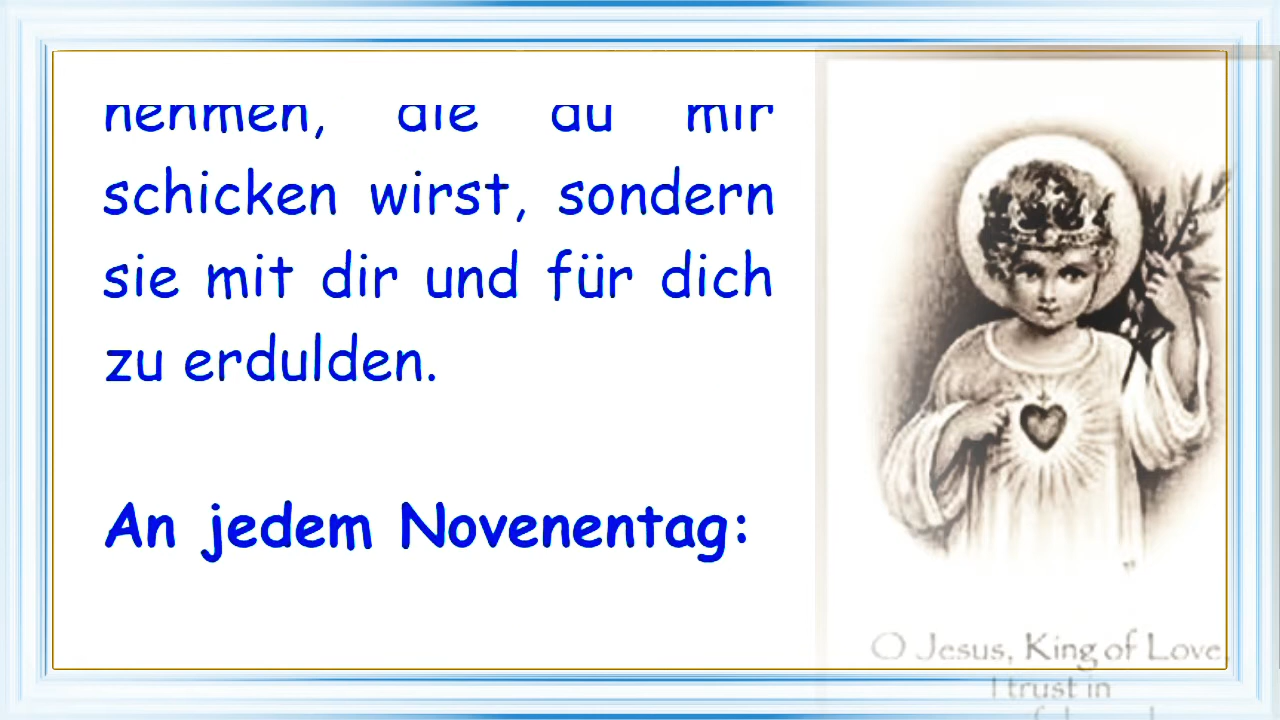 nehmen, die du mir
schicken wirst, sondern
sie mit dir und für dich
zu erdulden.
An jedem Novenentag:
O Jesus, King of Love,
I trust in